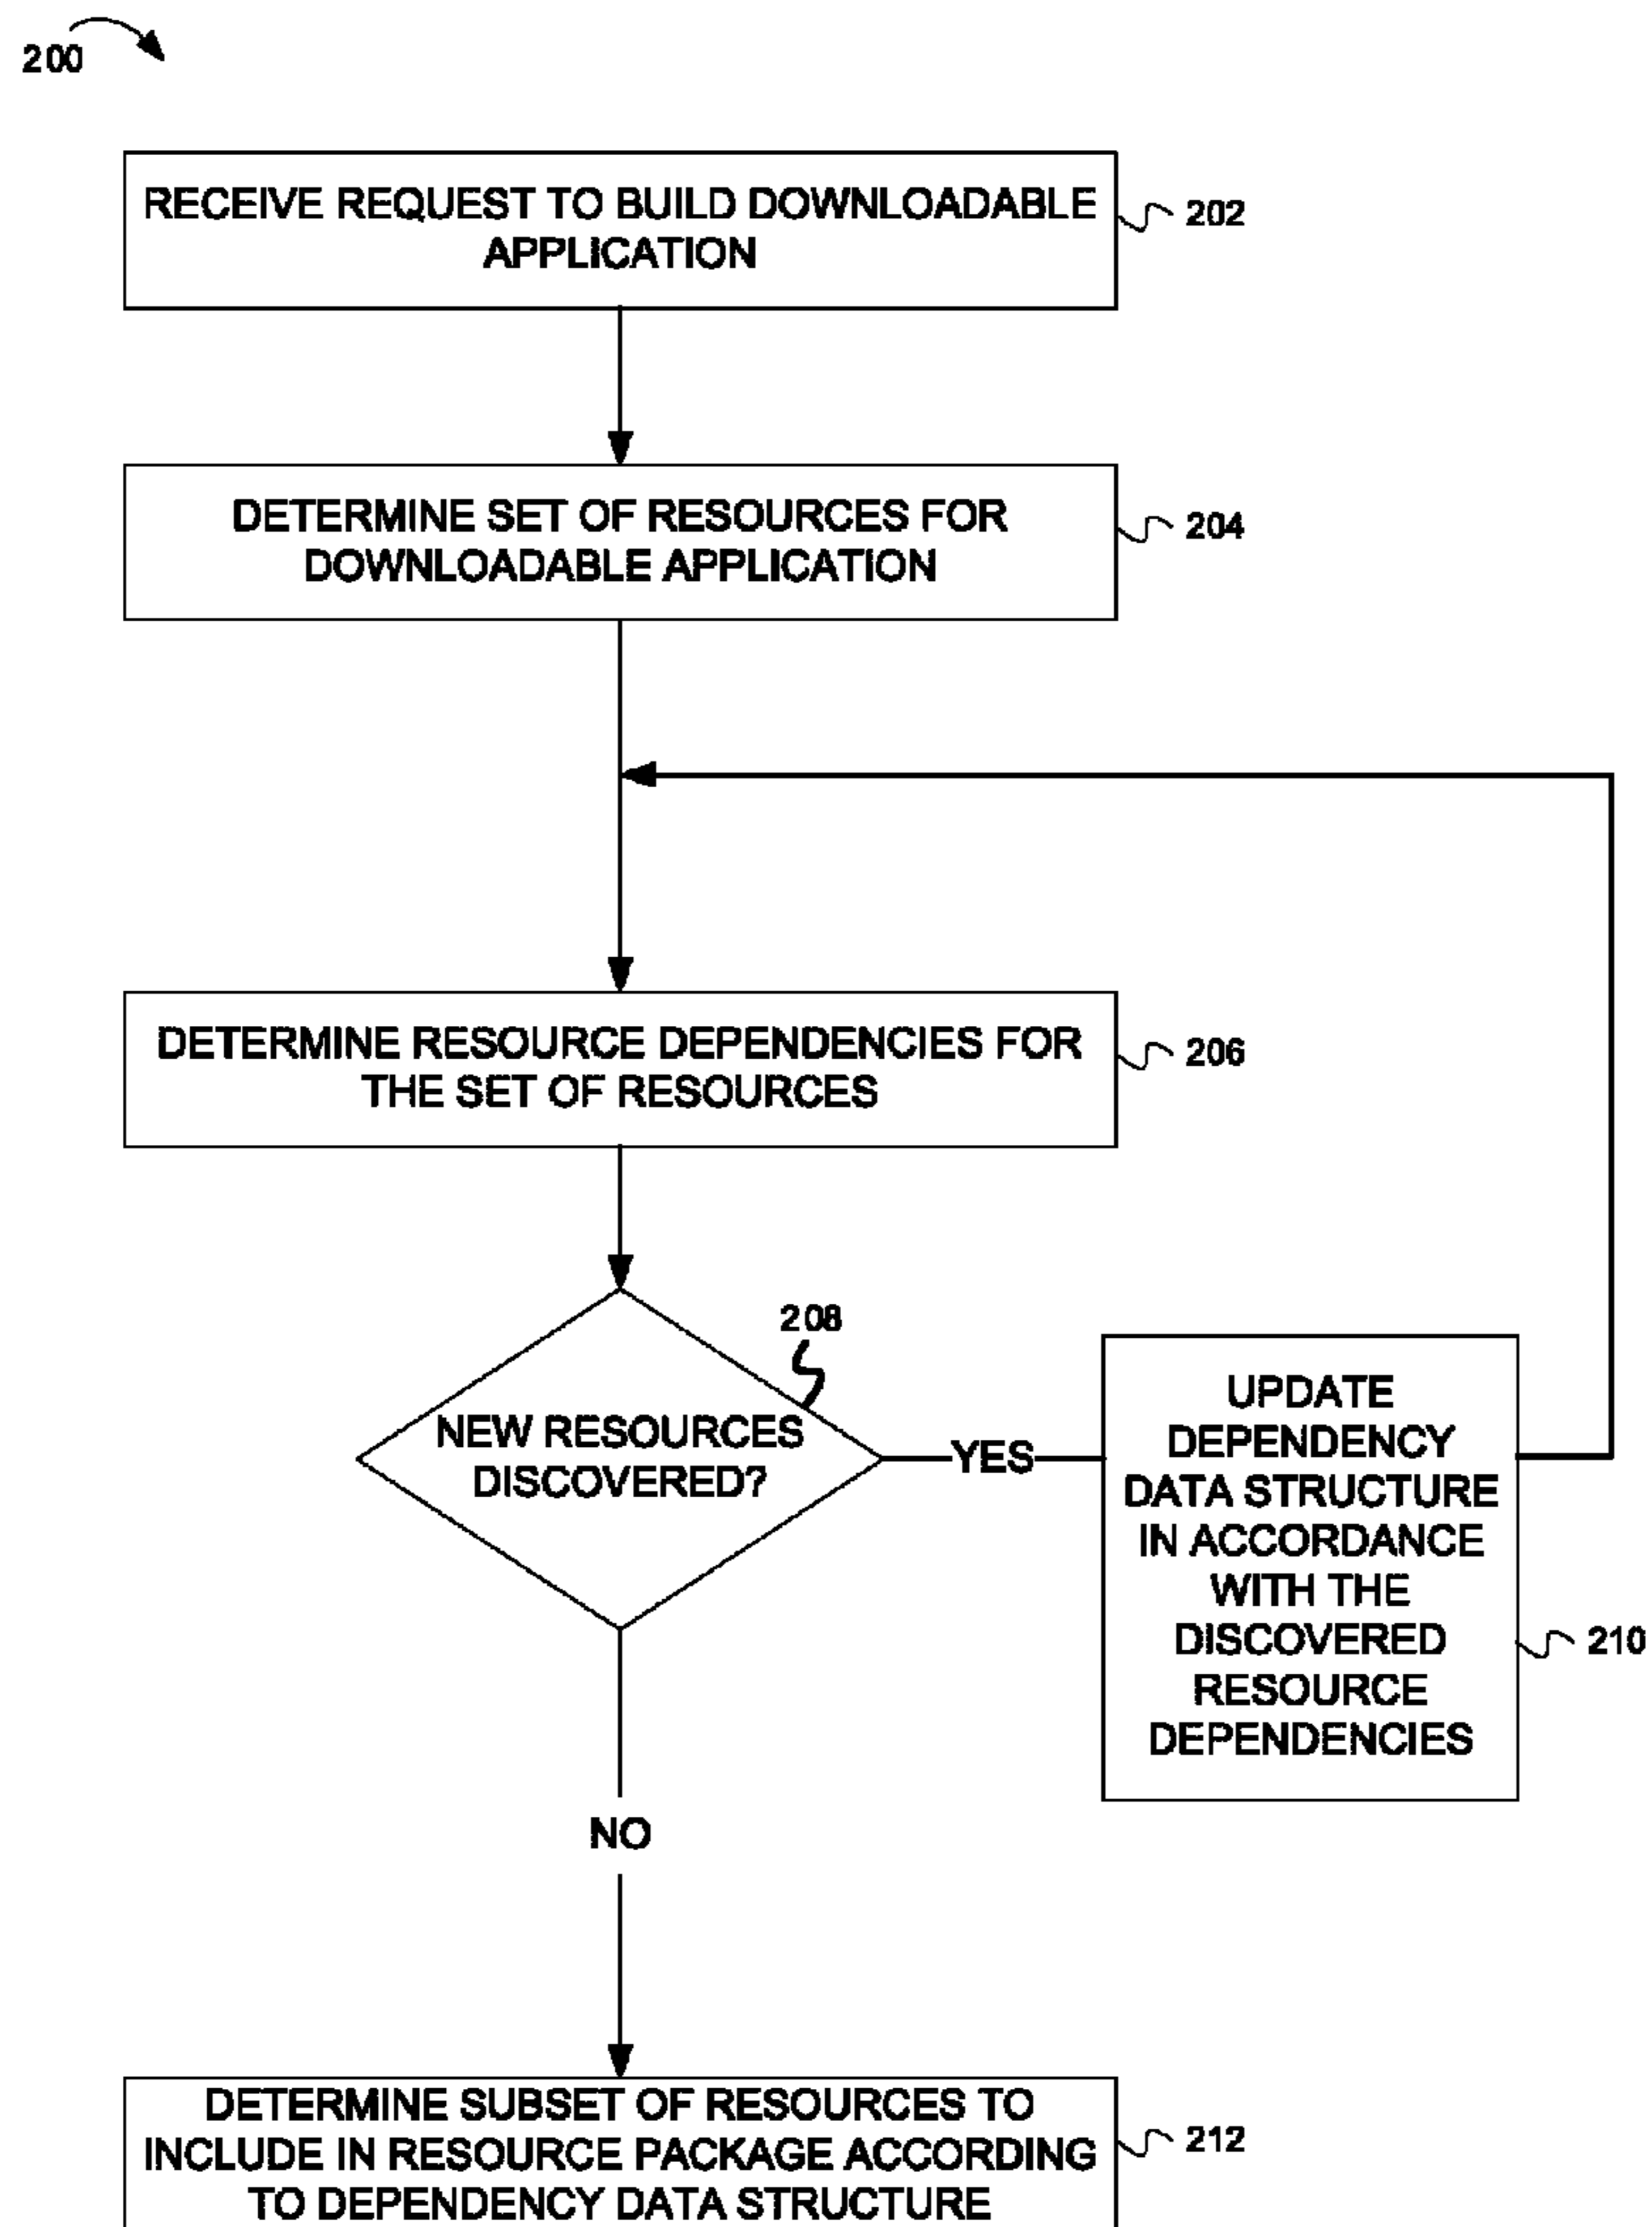 200
RECEIVE REQUEST TO BUILD DOWNLOADABLE
APPLICATION
202
DETERMINE SET OF RESOURCES FOR
DOWNLOADABLE APPLICATION
204
DETERMINE RESOURCE DEPENDENCIES FOR
THE SET OF RESOURCES
206
208
NEW RESOURCES
DISCOVERED?
YES
UPDATE
DEPENDENCY
DATA STRUCTURE
IN ACCORDANCE
WITH THE
DISCOVERED
RESOURCE
DEPENDENCIES
210
NO
DETERMINE SUBSET OF RESOURCES TO
INCLUDE IN RESOURCE PACKAGE ACCORDING
TO DEPENDENCY DATA STRUCTURE
212